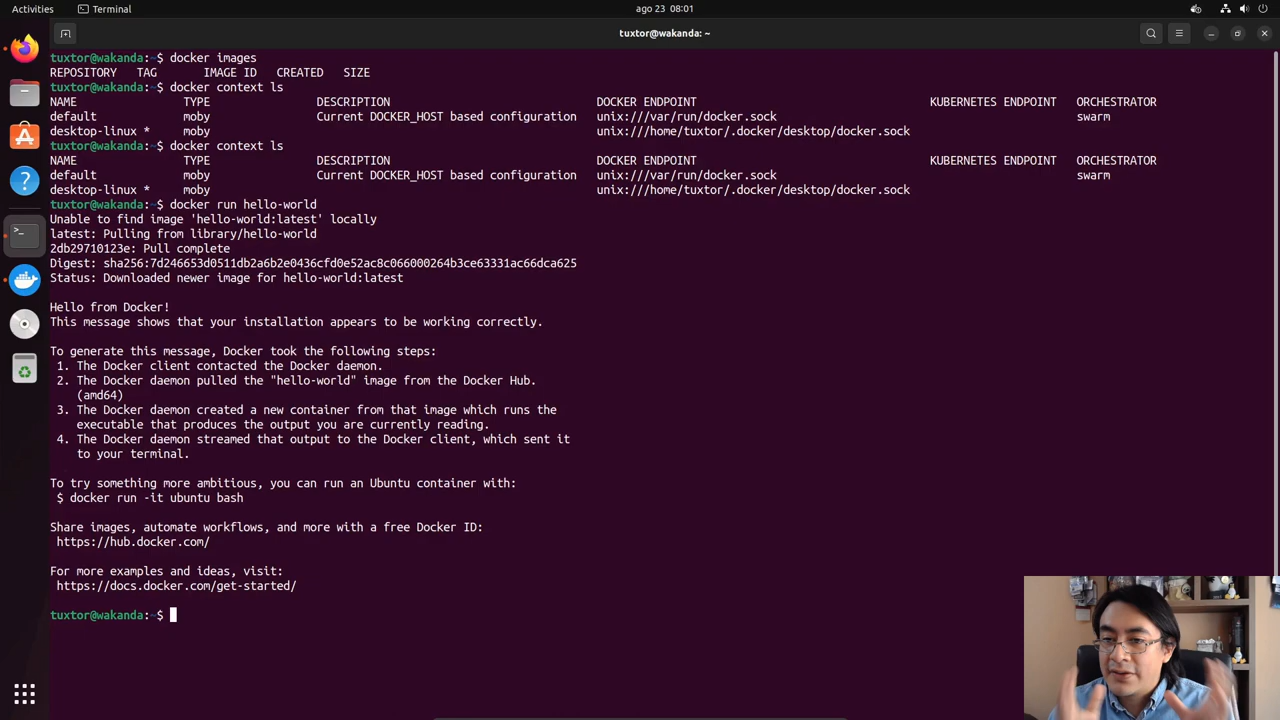 Activities Terminal ago 23 08:01
tuxtor@wakanda: ~
tuxtor@wakanda:~$ docker images
REPOSITORY TAG IMAGE ID CREATED SIZE
tuxtor@wakanda:~$ docker context ls
NAME TYPE DESCRIPTION DOCKER ENDPOINT KUBERNETES ENDPOINT ORCHESTRATOR
default moby Current DOCKER_HOST based configuration unix:///var/run/docker.sock swarm
desktop-linux * moby unix:///home/tuxtor/.docker/desktop/docker.sock
tuxtor@wakanda:~$ docker context ls
NAME TYPE DESCRIPTION DOCKER ENDPOINT KUBERNETES ENDPOINT ORCHESTRATOR
default moby Current DOCKER_HOST based configuration unix:///var/run/docker.sock swarm
desktop-linux * moby unix:///home/tuxtor/.docker/desktop/docker.sock
tuxtor@wakanda:~$ docker run hello-world
Unable to find image 'hello-world:latest' locally
latest: Pulling from library/hello-world
2db29710123e: Pull complete
Digest: sha256:7d246653d0511db2a6b2e0436cfd0e52ac8c066000264b3ce63331ac66dca625
Status: Downloaded newer image for hello-world:latest
Hello from Docker!
This message shows that your installation appears to be working correctly.
To generate this message, Docker took the following steps:
1. The Docker client contacted the Docker daemon.
2. The Docker daemon pulled the "hello-world" image from the Docker Hub.
(amd64)
3. The Docker daemon created a new container from that image which runs the
executable that produces the output you are currently reading.
4. The Docker daemon streamed that output to the Docker client, which sent it
to your terminal.
To try something more ambitious, you can run an Ubuntu container with:
$ docker run -it ubuntu bash
Share images, automate workflows, and more with a free Docker ID:
https://hub.docker.com/
For more examples and ideas, visit:
https://docs.docker.com/get-started/
tuxtor@wakanda:~$